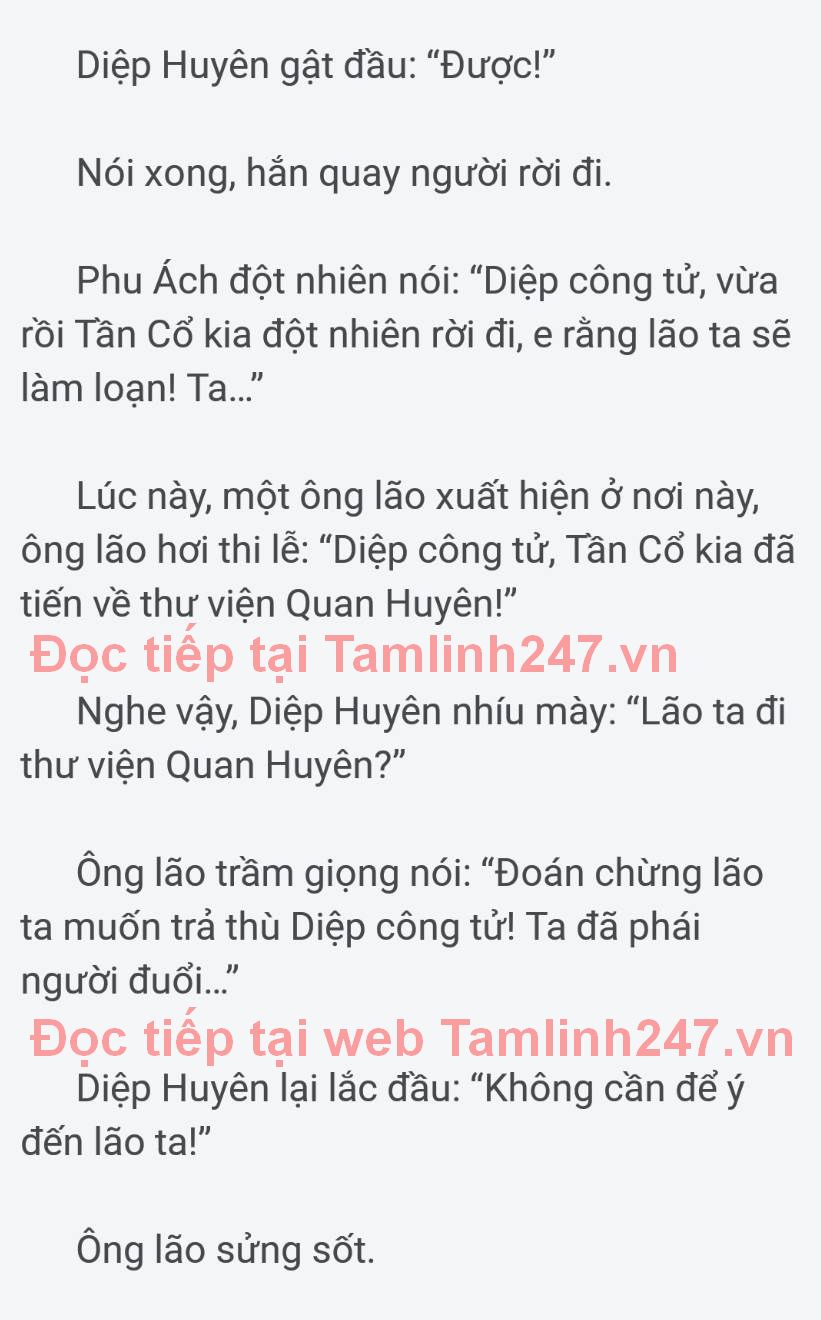 Diệp Huyên gật đầu: “Được!”
Nói xong, hắn quay người rời đi.
Phu Ách đột nhiên nói: “Diệp công tử, vừa
rồi Tần Cổ kia đột nhiên rời đi, e rằng lão ta sẽ
làm loạn! Ta…”
Lúc này, một ông lão xuất hiện ở nơi này,
ông lão hơi thi lễ: “Diệp công tử, Tần Cổ kia đã
tiến về thư viện Quan Huyên!”
Đọc tiếp tại Tamlinh247.vn
Nghe vậy, Diệp Huyên nhíu mày: “Lão ta đi
thư viện Quan Huyên?”
Ông lão trầm giọng nói: “Đoán chừng lão
ta muốn trả thù Diệp công tử! Ta đã phái
người đuổi…”
Đọc tiếp tại web Tamlinh247.vn
Diệp Huyên lại lắc đầu: “Không cần để ý
đến lão ta!”
Ông lão sửng sốt.